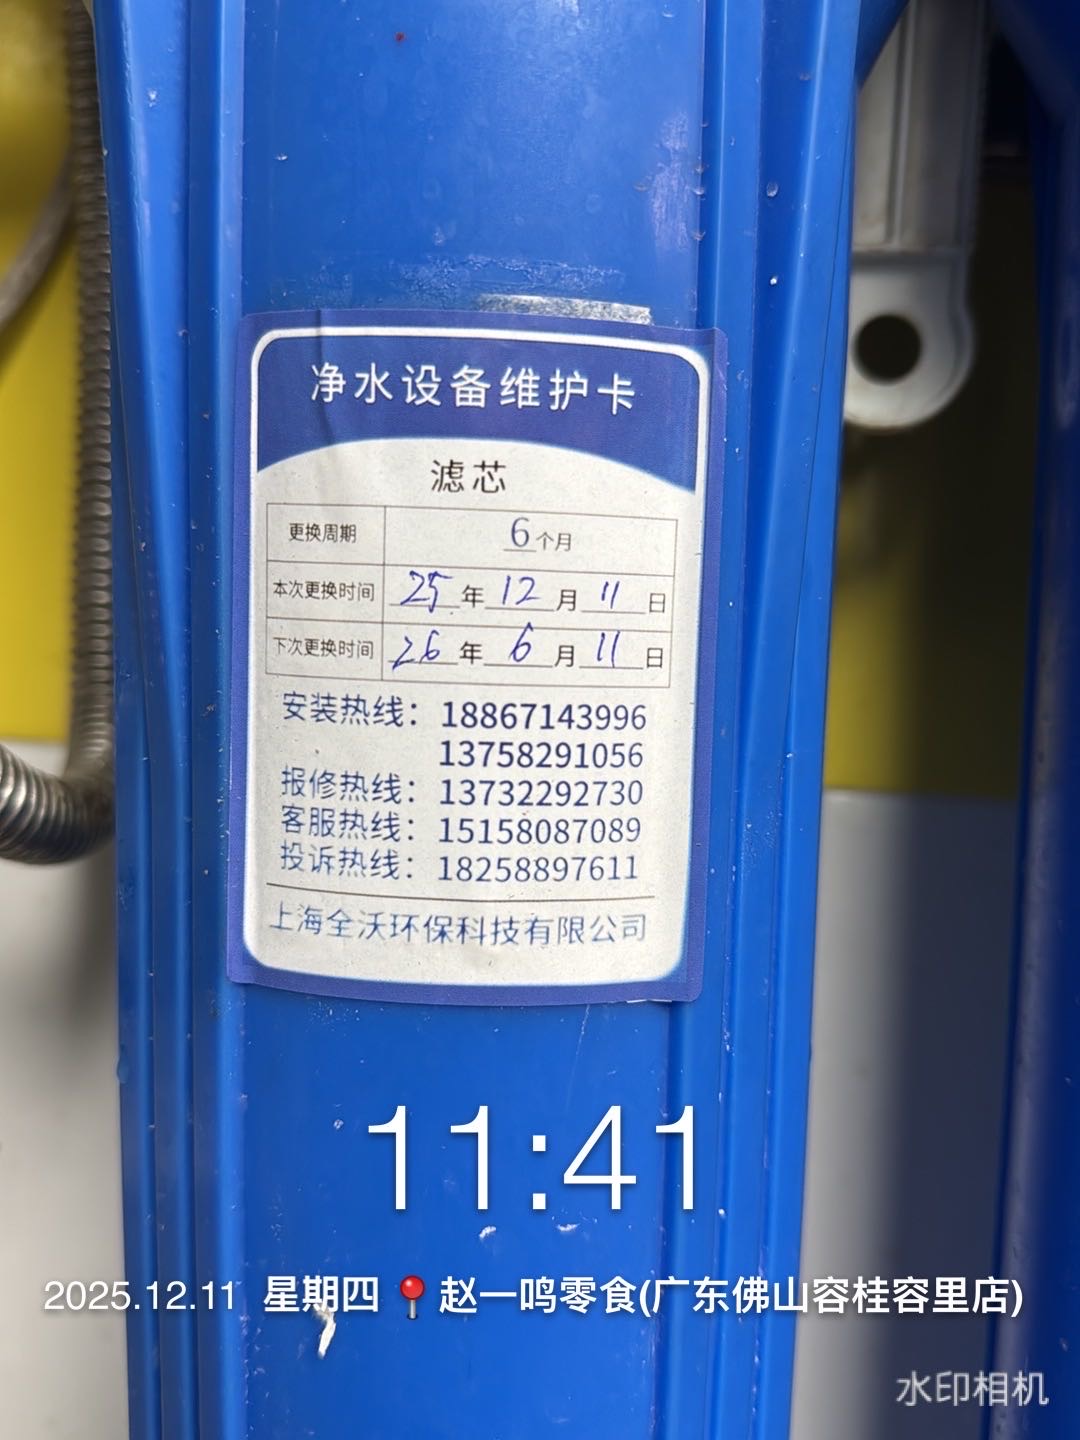 净水设备维护卡
滤芯
更换周期 6个月
本次更换时间 25年12月11日
下次更换时间 26年6月11日
安装热线：18867143996
13758291056
报修热线：13732292730
客服热线：15158087089
投诉热线：18258897611
上海全沃环保科技有限公司
11:41
2025.12.11 星期四 📍赵一鸣零食(广东佛山容桂容里店)
水印相机